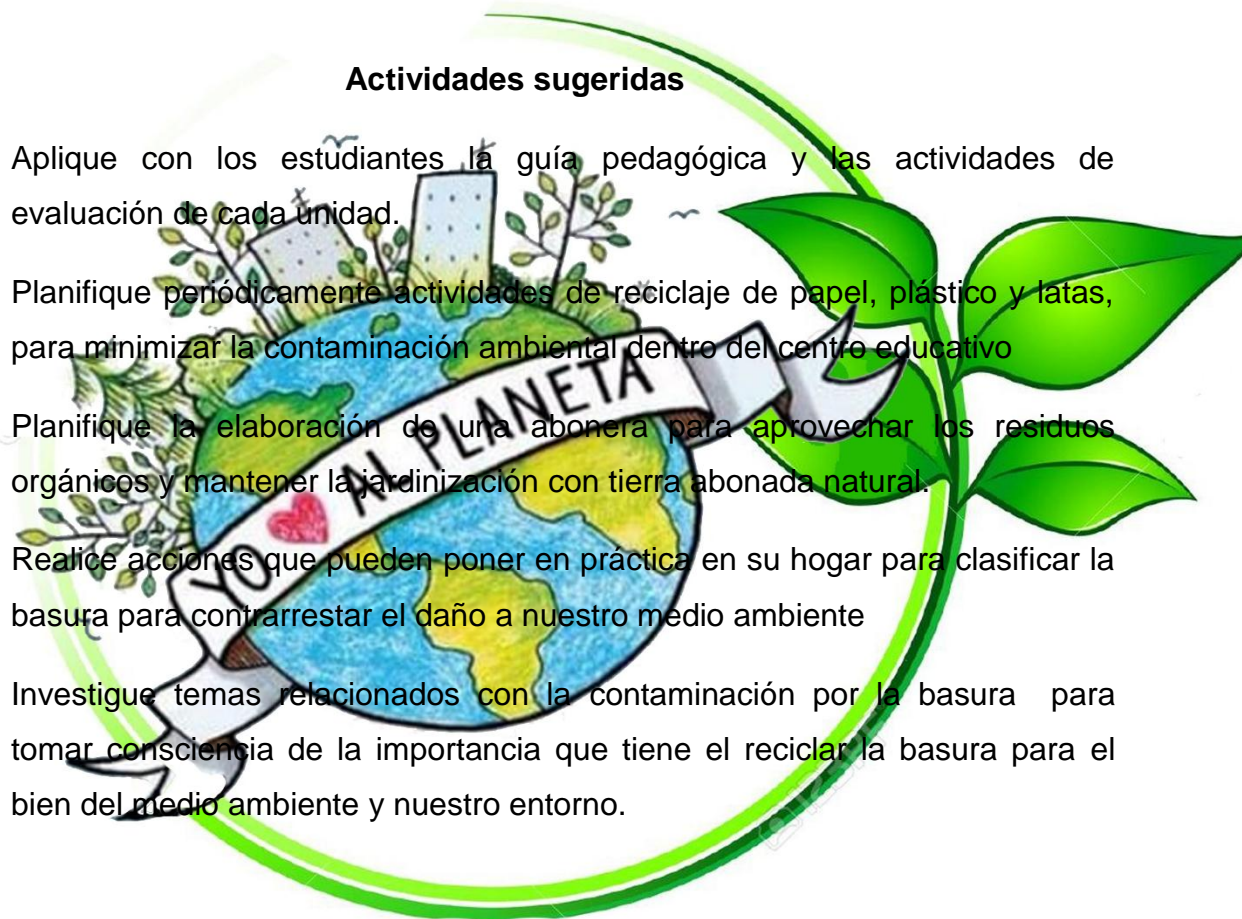 Actividades sugeridas
Aplique con los estudiantes la guía pedagógica y las actividades de
evaluación de cada unidad.
Planifique periódicamente actividades de reciclaje de papel, plástico y latas,
para minimizar la contaminación ambiental dentro del centro educativo
Planifique la elaboración de una abonera para aprovechar los residuos
orgánicos y mantener la jardinización con tierra abonada natural.
Realice acciones que pueden poner en práctica en su hogar para clasificar la
basura para contrarrestar el daño a nuestro medio ambiente
Investigue temas relacionados con la contaminación por la basura para
tomar consciencia de la importancia que tiene el reciclar la basura para el
bien del medio ambiente y nuestro entorno.
YO ❤ Al PLANETA